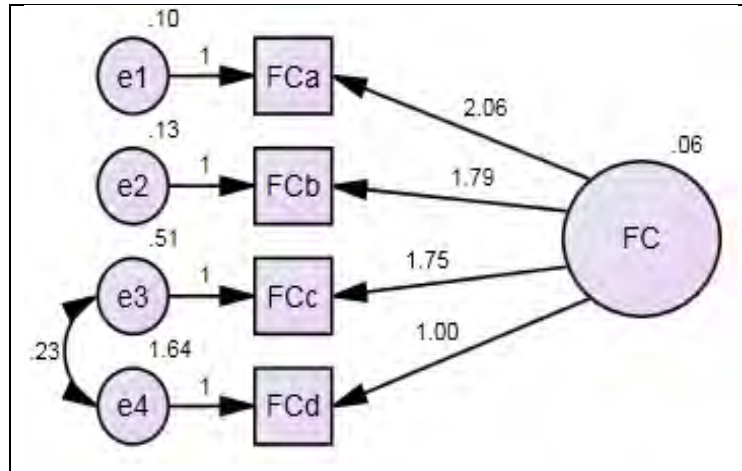 .10
e1
1
FCa
2.06
.13
.06
e2
1
FCb
1.79
FC
.51
e3
1
FCc
1.75
.23
1.64
1.00
e4
1
FCd